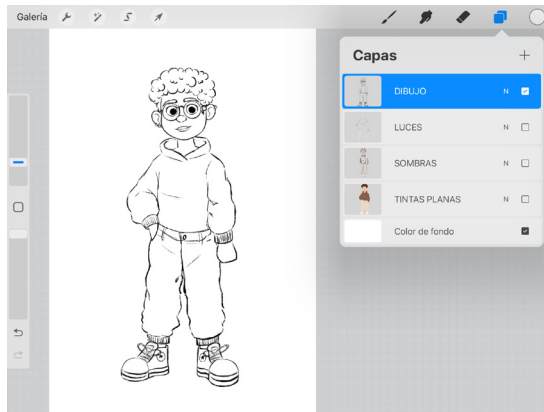 Galería
Capas
DIBUJO N
LUCES N
SOMBRAS N
TINTAS PLANAS N
Color de fondo